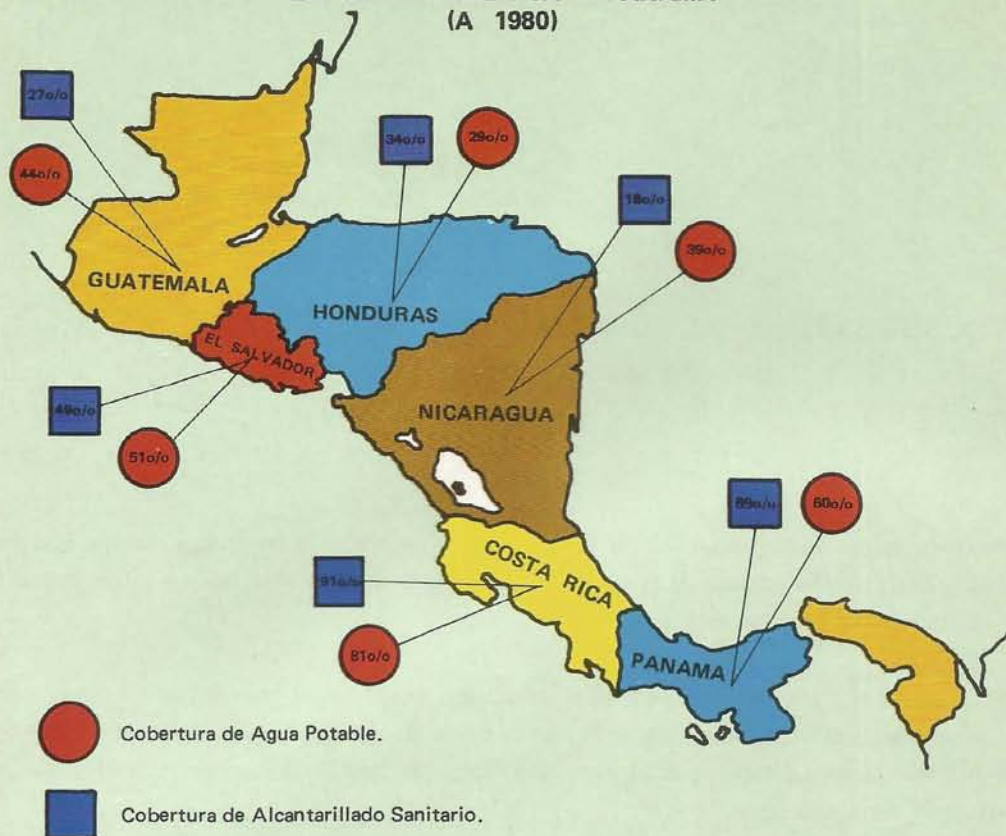 (A 1980)
27o/o
34o/o
29o/o
44o/o
18o/o
39o/o
GUATEMALA
HONDURAS
EL SALVADOR
49o/o
NICARAGUA
51o/o
60o/o
COSTA RICA
91o/o
81o/o
PANAMA
Cobertura de Agua Potable.
Cobertura de Alcantarillado Sanitario.